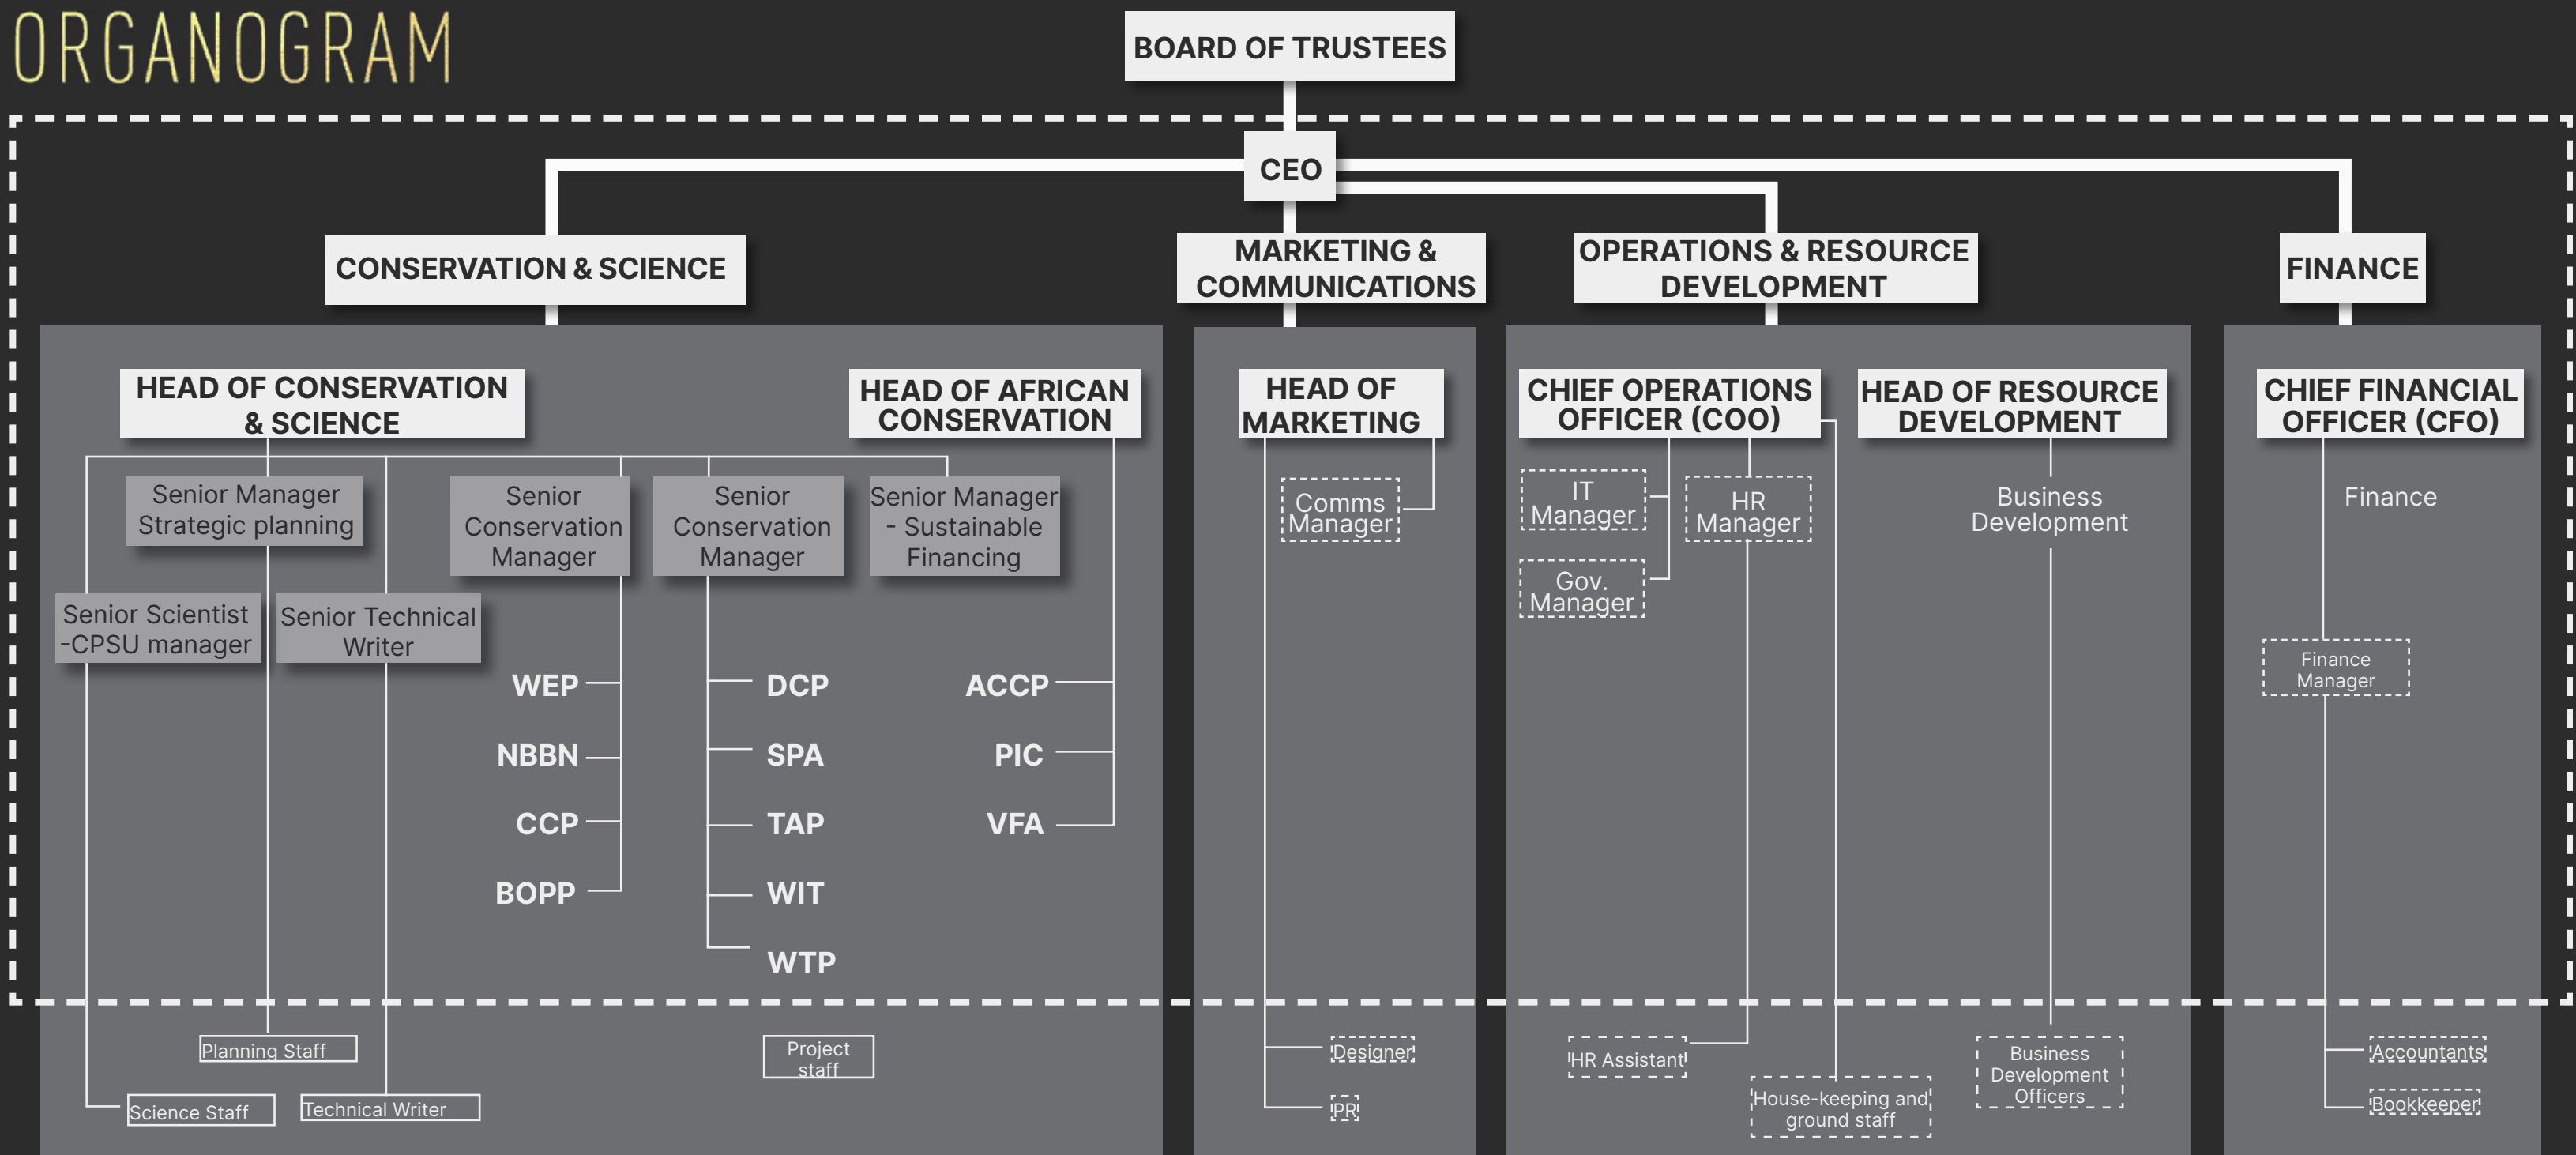 ORGANOGRAM
BOARD OF TRUSTEES
CEO
CONSERVATION & SCIENCE
MARKETING &
COMMUNICATIONS
OPERATIONS & RESOURCE
DEVELOPMENT
FINANCE
HEAD OF CONSERVATION
& SCIENCE
HEAD OF AFRICAN
CONSERVATION
HEAD OF
MARKETING
CHIEF OPERATIONS
OFFICER (COO)
HEAD OF RESOURCE
DEVELOPMENT
CHIEF FINANCIAL
OFFICER (CFO)
Senior Manager
Strategic planning
Senior
Conservation
Manager
Senior
Conservation
Manager
Senior Manager
- Sustainable
Financing
Comms
Manager
IT
Manager
HR
Manager
Business
Development
Finance
Gov.
Manager
Senior Scientist
-CPSU manager
Senior Technical
Writer
Finance
Manager
WEP
NBBN
CCP
BOPP
DCP
SPA
TAP
WIT
WTP
ACCP
PIC
VFA
Planning Staff
Science Staff
Technical Writer
Project
staff
Designer
PR
HR Assistant
House-keeping and
ground staff
Business
Development
Officers
Accountants
Bookkeeper